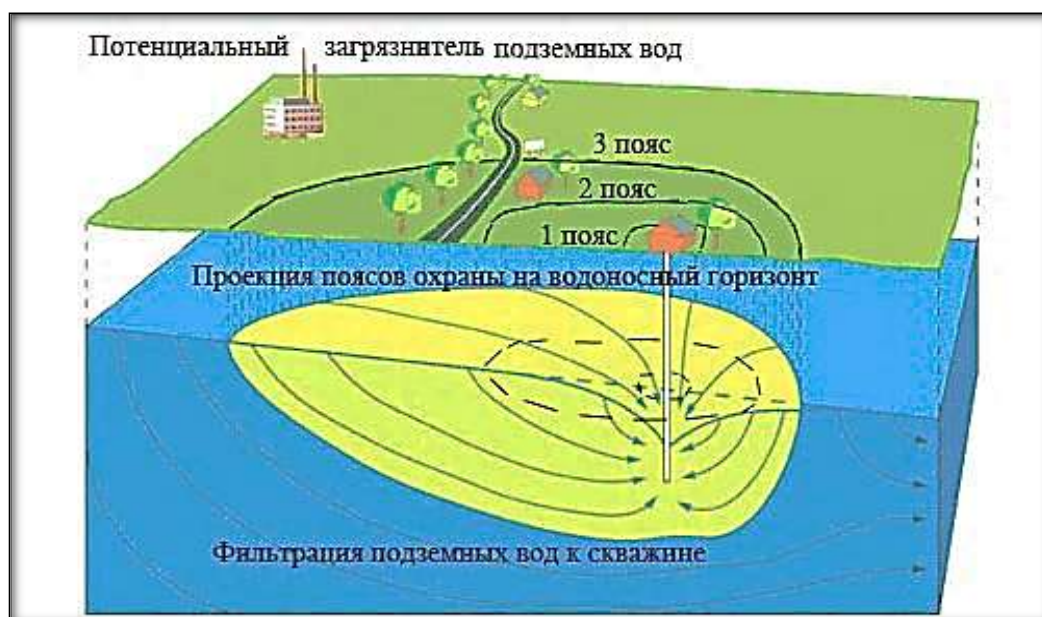 Потенциальный загрязнитель подземных вод
3 пояс
2 пояс
1 пояс
Проекция поясов охраны на водоносный горизонт
Фильтрация подземных вод к скважине